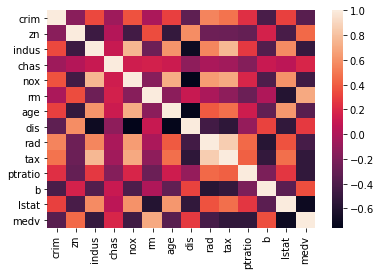 crim
zn
indus
chas
nox
rm
age
dis
rad
tax
ptratio
b
lstat
medv
crim
zn
indus
chas
nox
rm
age
dis
rad
tax
ptratio
b
lstat
medv
1.0
0.8
0.6
0.4
0.2
0.0
−0.2
−0.4
−0.6